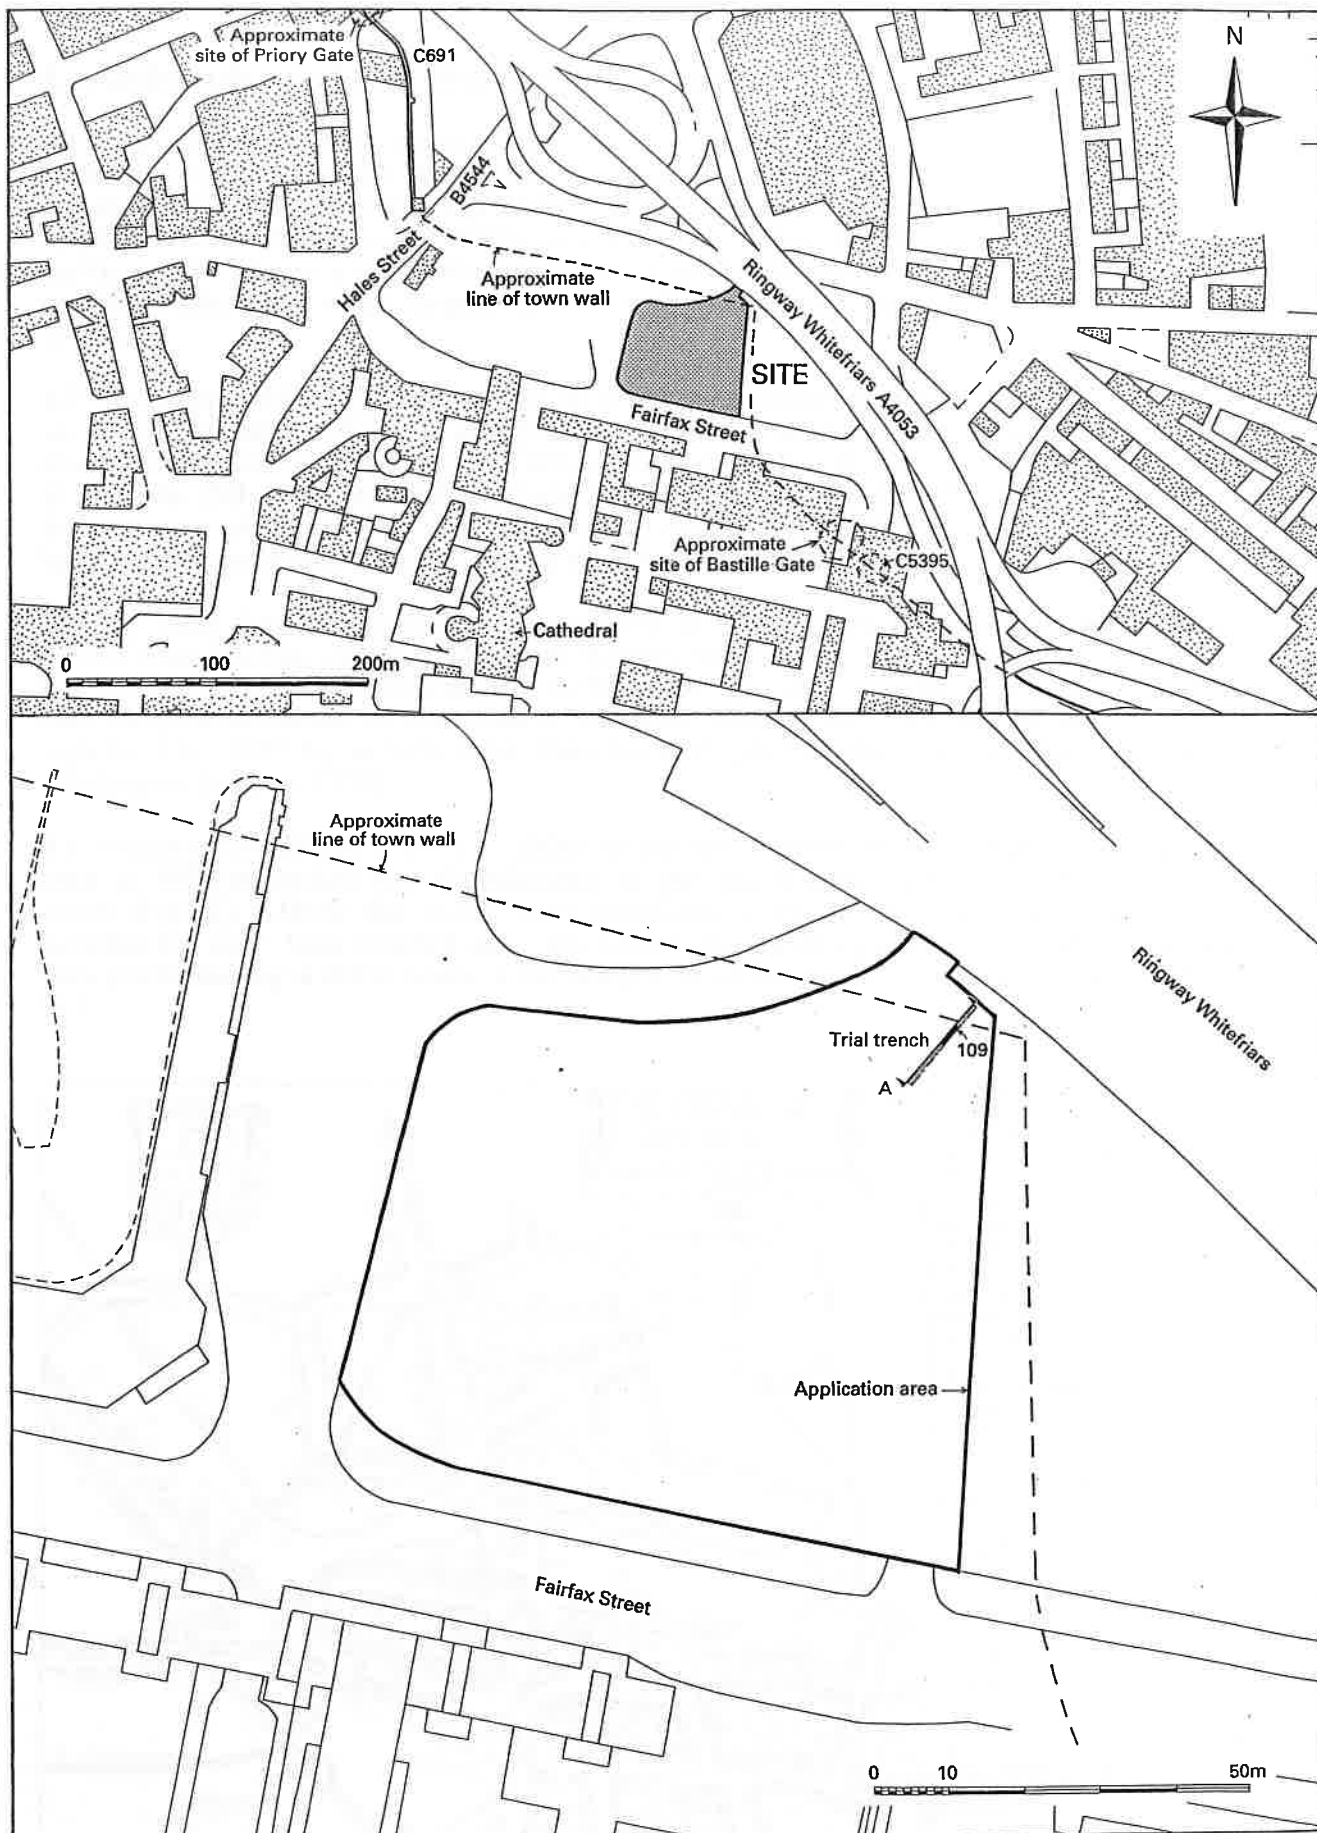 Approximate
site of Priory Gate
C691
N
B4544
Hales Street
Approximate
line of town wall
Ringway Whitefriars A4053
SITE
Fairfax Street
Approximate
site of Bastille Gate
C5395
Cathedral
0 100 200m
Approximate
line of town wall
Ringway Whitefriars
Trial trench
109
A
Application area
Fairfax Street
0 10 50m